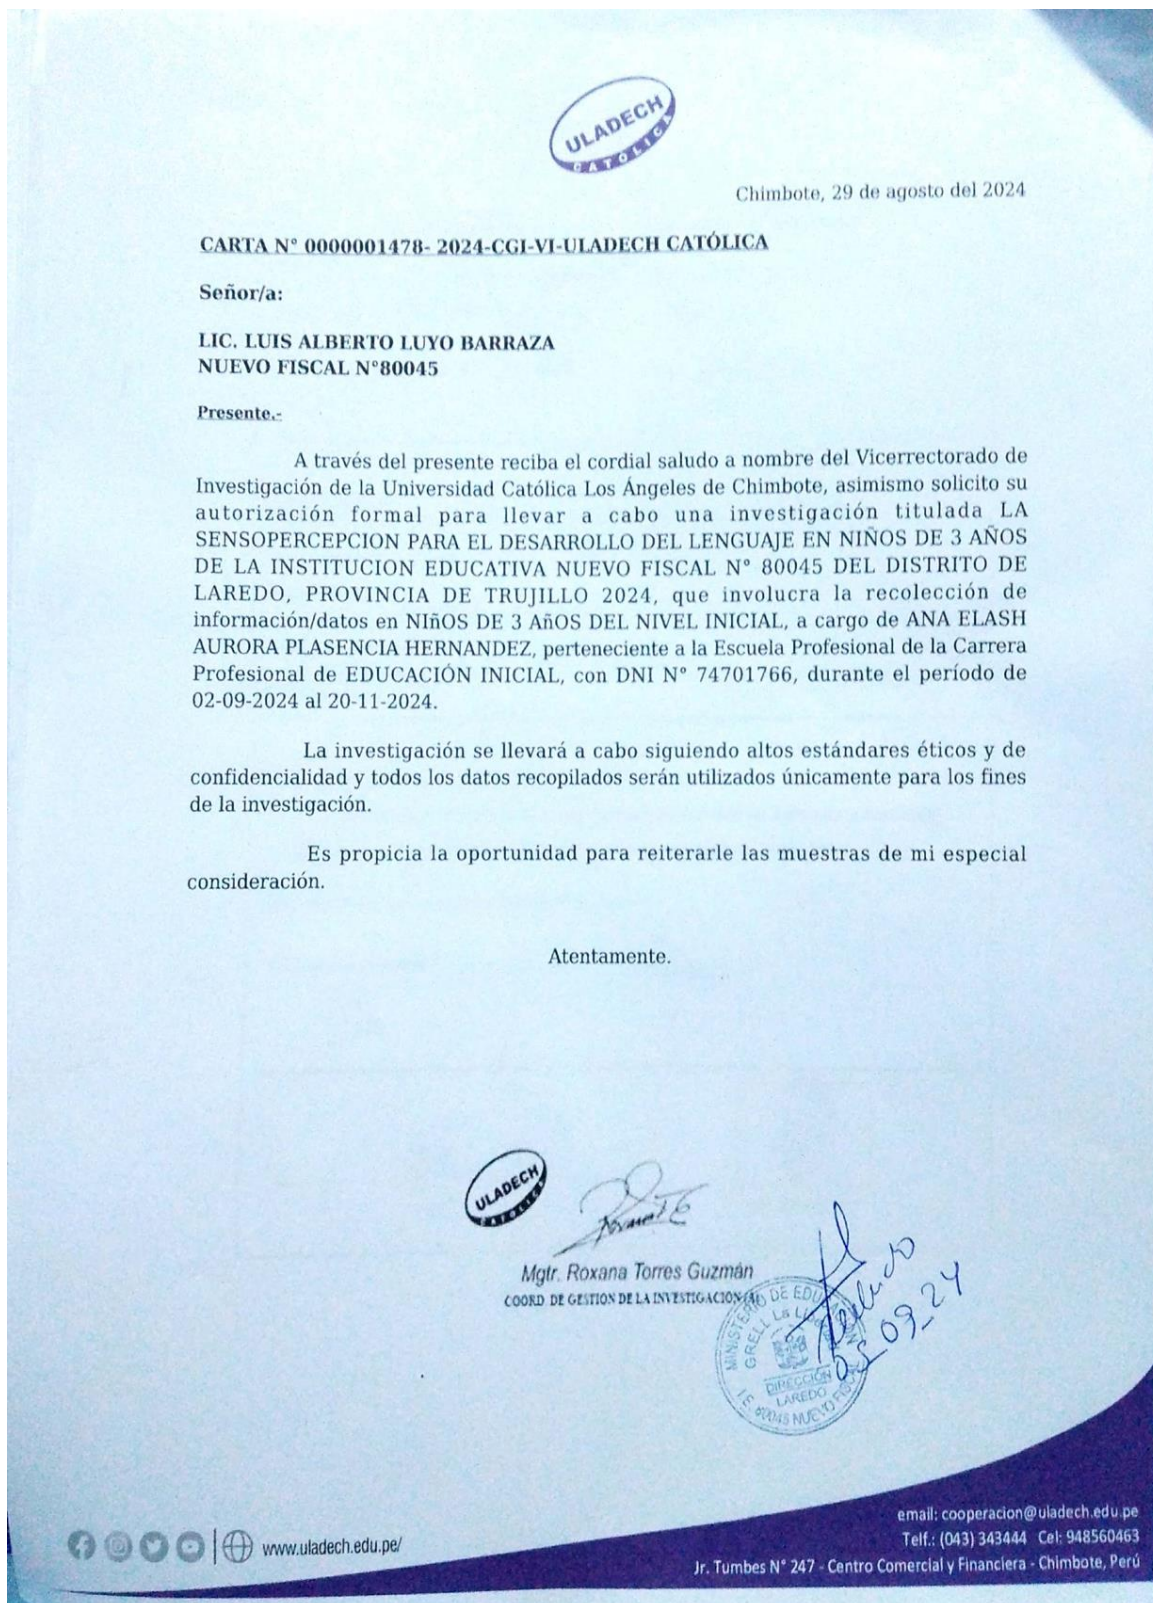 ULADECH
CATÓLICA
Chimbote, 29 de agosto del 2024
CARTA N° 0000001478- 2024-CGI-VI-ULADECH CATÓLICA
Señor/a:
LIC. LUIS ALBERTO LUYO BARRAZA
NUEVO FISCAL N°80045
Presente.-
A través del presente reciba el cordial saludo a nombre del Vicerrectorado de
Investigación de la Universidad Católica Los Ángeles de Chimbote, asimismo solicito su
autorización formal para llevar a cabo una investigación titulada LA
SENSOPERCEPCION PARA EL DESARROLLO DEL LENGUAJE EN NIÑOS DE 3 AÑOS
DE LA INSTITUCION EDUCATIVA NUEVO FISCAL N° 80045 DEL DISTRITO DE
LAREDO, PROVINCIA DE TRUJILLO 2024, que involucra la recolección de
información/datos en NIñOS DE 3 AñOS DEL NIVEL INICIAL, a cargo de ANA ELASH
AURORA PLASENCIA HERNANDEZ, perteneciente a la Escuela Profesional de la Carrera
Profesional de EDUCACIÓN INICIAL, con DNI N° 74701766, durante el período de
02-09-2024 al 20-11-2024.
La investigación se llevará a cabo siguiendo altos estándares éticos y de
confidencialidad y todos los datos recopilados serán utilizados únicamente para los fines
de la investigación.
Es propicia la oportunidad para reiterarle las muestras de mi especial
consideración.
Atentamente.
ULADECH
CATÓLICA
Mgtr. Roxana Torres Guzmán
COORD. DE GESTION DE LA INVESTIGACION
MINISTERIO DE EDUCACIÓN
GRELL La Libertad
DIRECCIÓN
LAREDO
I.E. 80045 NUEVO FISCAL
09_24
www.uladech.edu.pe/
email: cooperacion@uladech.edu.pe
Telf.: (043) 343444 Cel: 948560463
Jr. Tumbes N° 247 - Centro Comercial y Financiera - Chimbote, Perú